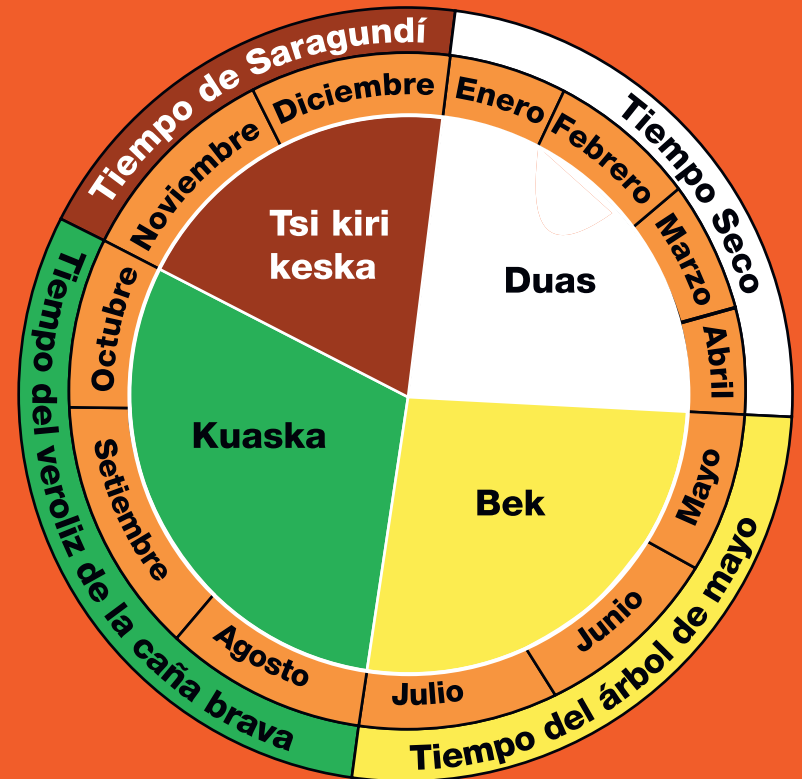 Tiempo de Saragundí
Tiempo Seco
Tiempo del árbol de mayo
Tiempo del veroliz de la caña brava
Enero
Febrero
Marzo
Abril
Mayo
Junio
Julio
Agosto
Setiembre
Octubre
Noviembre
Diciembre
Tsi kiri
keska
Duas
Bek
Kuaska